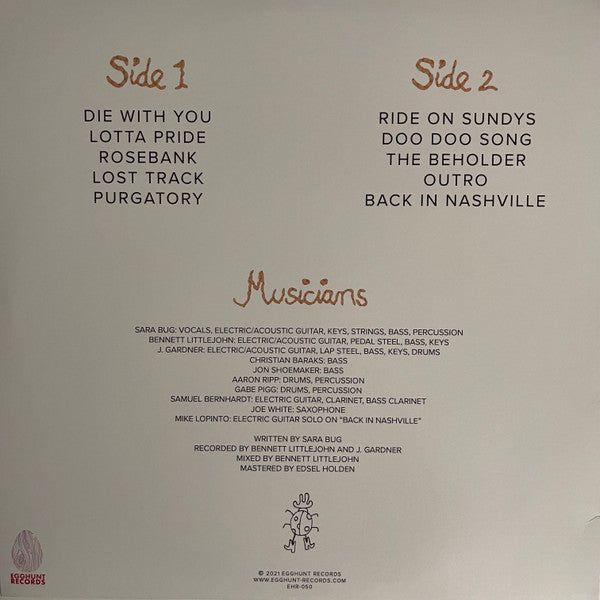 Side 1
DIE WITH YOU
LOTTA PRIDE
ROSEBANK
LOST TRACK
PURGATORY
Side 2
RIDE ON SUNDYS
DOO DOO SONG
THE BEHOLDER
OUTRO
BACK IN NASHVILLE
Musicians
SARA BUG: VOCALS, ELECTRIC/ACOUSTIC GUITAR, KEYS, STRINGS, BASS, PERCUSSION
BENNETT LITTLEJOHN: ELECTRIC/ACOUSTIC GUITAR, PEDAL STEEL, BASS, KEYS
J. GARDNER: ELECTRIC/ACOUSTIC GUITAR, LAP STEEL, BASS, KEYS, DRUMS
CHRISTIAN BARAKS: BASS
JON SHOEMAKER: BASS
AARON RIPP: DRUMS, PERCUSSION
GABE PIGG: DRUMS, PERCUSSION
SAMUEL BERNHARDT: ELECTRIC GUITAR, CLARINET, BASS CLARINET
JOE WHITE: SAXOPHONE
MIKE LOPINTO: ELECTRIC GUITAR SOLO ON "BACK IN NASHVILLE"
WRITTEN BY SARA BUG
RECORDED BY BENNETT LITTLEJOHN AND J. GARDNER
MIXED BY BENNETT LITTLEJOHN
MASTERED BY EDSEL HOLDEN
EGGHUNT
RECORDS
© 2021 EGGHUNT RECORDS
WWW.EGGHUNT-RECORDS.COM
EHR-050